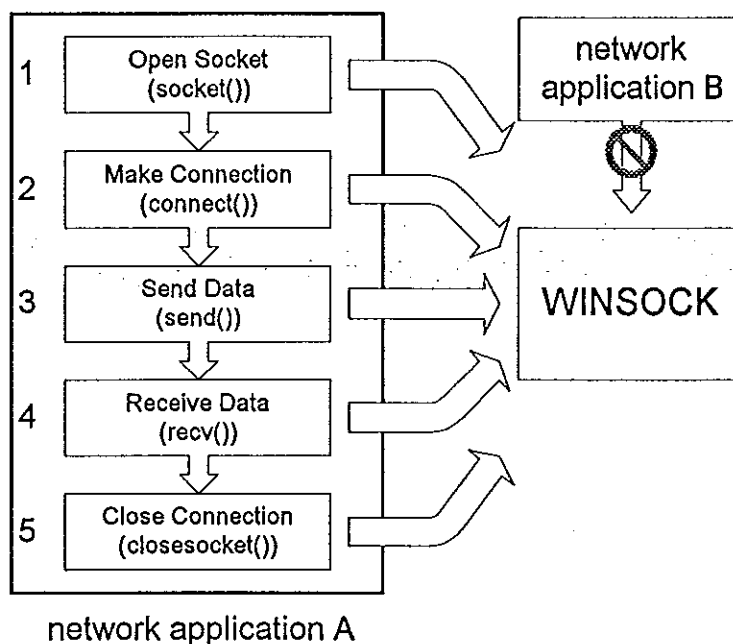 1
Open Socket
(socket())
2
Make Connection
(connect())
3
Send Data
(send())
4
Receive Data
(recv())
5
Close Connection
(closesocket())
network application A
network
application B
WINSOCK